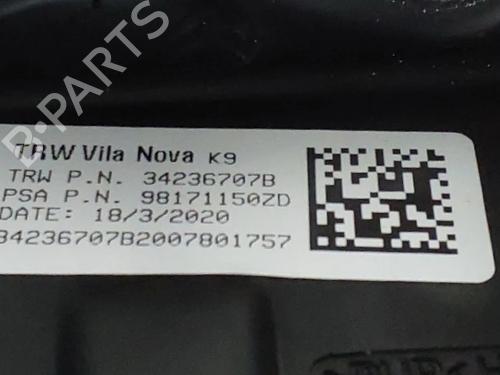 TRW Vila Nova K9
TRW P.N. 34236707B
PSA P.N. 98171150ZD
DATE: 18/3/2020
34236707B2007801757
B-PARTS